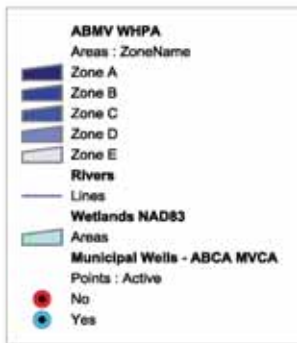 ABMV WHPA
Areas : ZoneName
Zone A
Zone B
Zone C
Zone D
Zone E
Rivers
Lines
Wetlands NAD83
Areas
Municipal Wells - ABCA MVCA
Points : Active
No
Yes